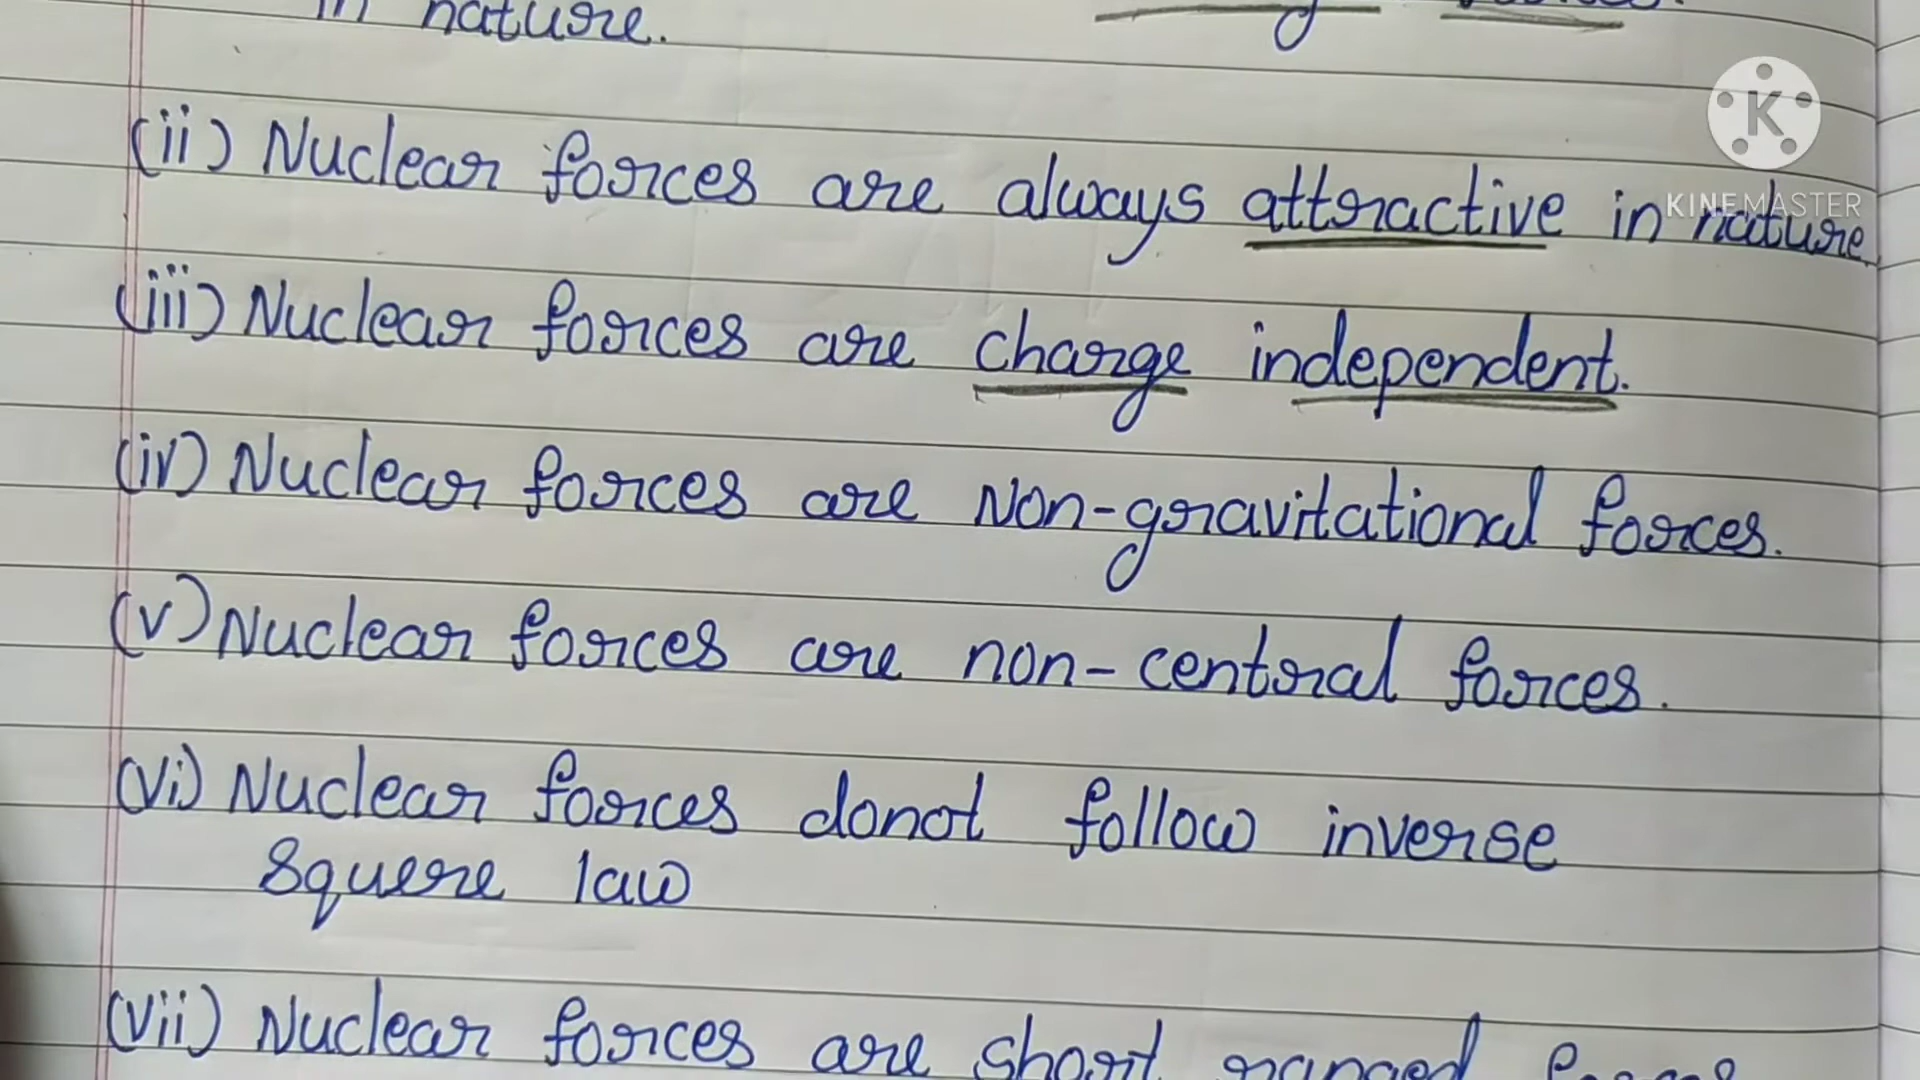 in nature.
(ii) Nuclear forces are always attractive in nature.
(iii) Nuclear forces are charge independent.
(iv) Nuclear forces are Non-gravitational forces.
(v) Nuclear forces are non-central forces.
(vi) Nuclear forces donot follow inverse
squere law
(vii) Nuclear forces are short ranged
K
KINEMASTER